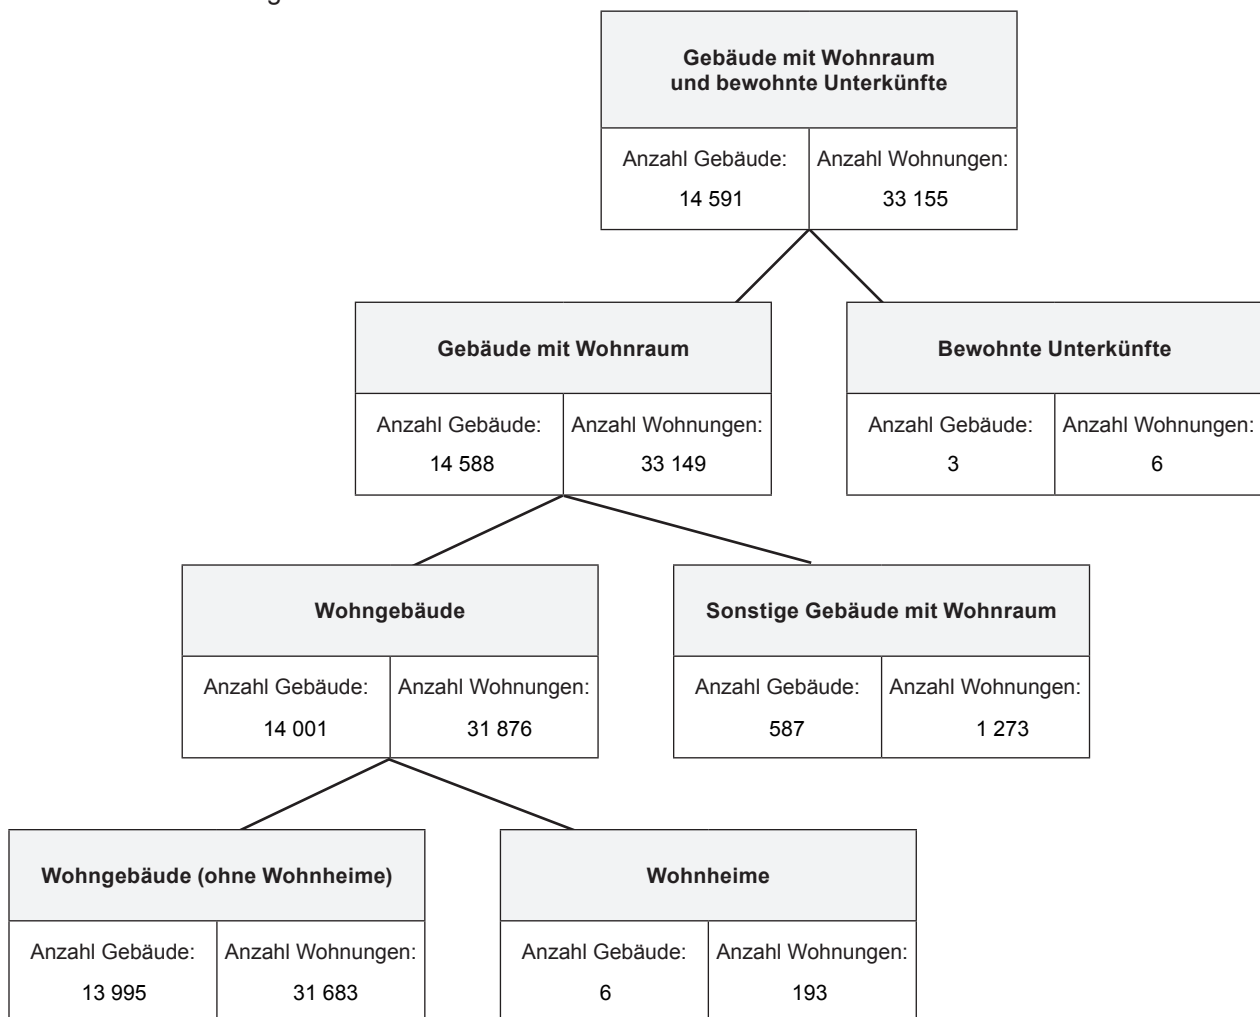 Gebäude mit Wohnraum
und bewohnte Unterkünfte
Anzahl Gebäude: Anzahl Wohnungen:
14 591 33 155
Gebäude mit Wohnraum
Anzahl Gebäude: Anzahl Wohnungen:
14 588 33 149
Bewohnte Unterkünfte
Anzahl Gebäude: Anzahl Wohnungen:
3 6
Wohngebäude
Anzahl Gebäude: Anzahl Wohnungen:
14 001 31 876
Sonstige Gebäude mit Wohnraum
Anzahl Gebäude: Anzahl Wohnungen:
587 1 273
Wohngebäude (ohne Wohnheime)
Anzahl Gebäude: Anzahl Wohnungen:
13 995 31 683
Wohnheime
Anzahl Gebäude: Anzahl Wohnungen:
6 193